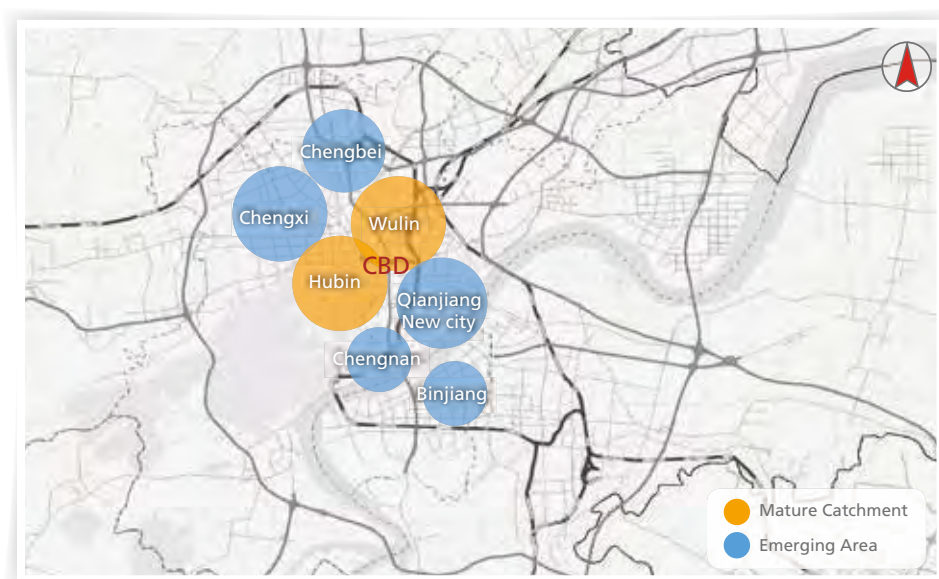 Chengbei
Chengxi
Wulin
CBD
Hubin
Qianjiang
New city
Chengnan
Binjiang
Mature Catchment
Emerging Area